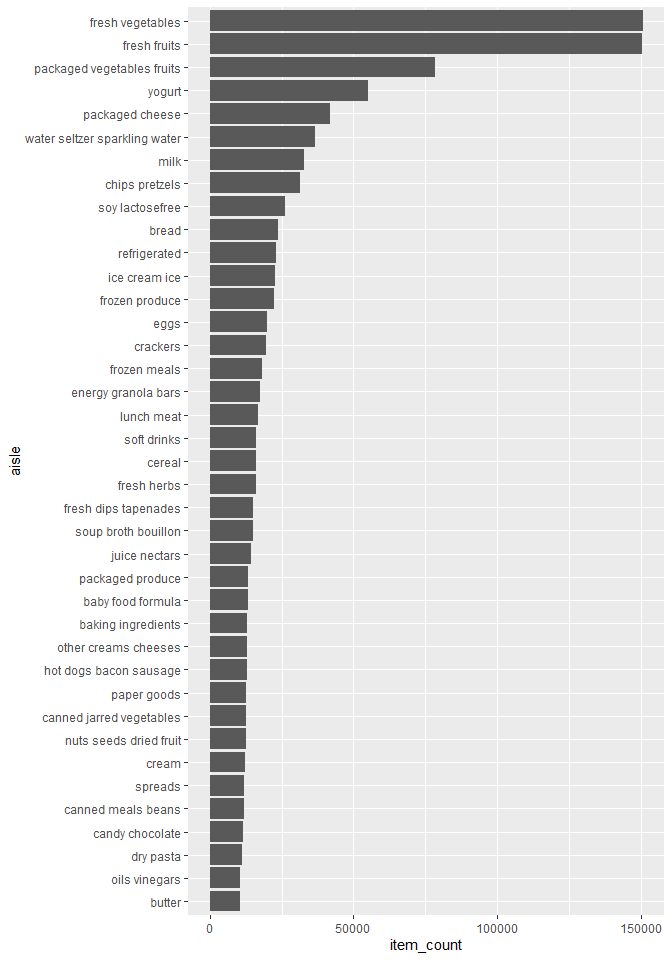 fresh vegetables
fresh fruits
packaged vegetables fruits
yogurt
packaged cheese
water seltzer sparkling water
milk
chips pretzels
soy lactosefree
bread
refrigerated
ice cream ice
frozen produce
eggs
crackers
frozen meals
energy granola bars
lunch meat
soft drinks
cereal
fresh herbs
fresh dips tapenades
soup broth bouillon
juice nectars
packaged produce
baby food formula
baking ingredients
other creams cheeses
hot dogs bacon sausage
paper goods
canned jarred vegetables
nuts seeds dried fruit
cream
spreads
canned meals beans
candy chocolate
dry pasta
oils vinegars
butter
aisle
0 50000 100000 150000
item_count